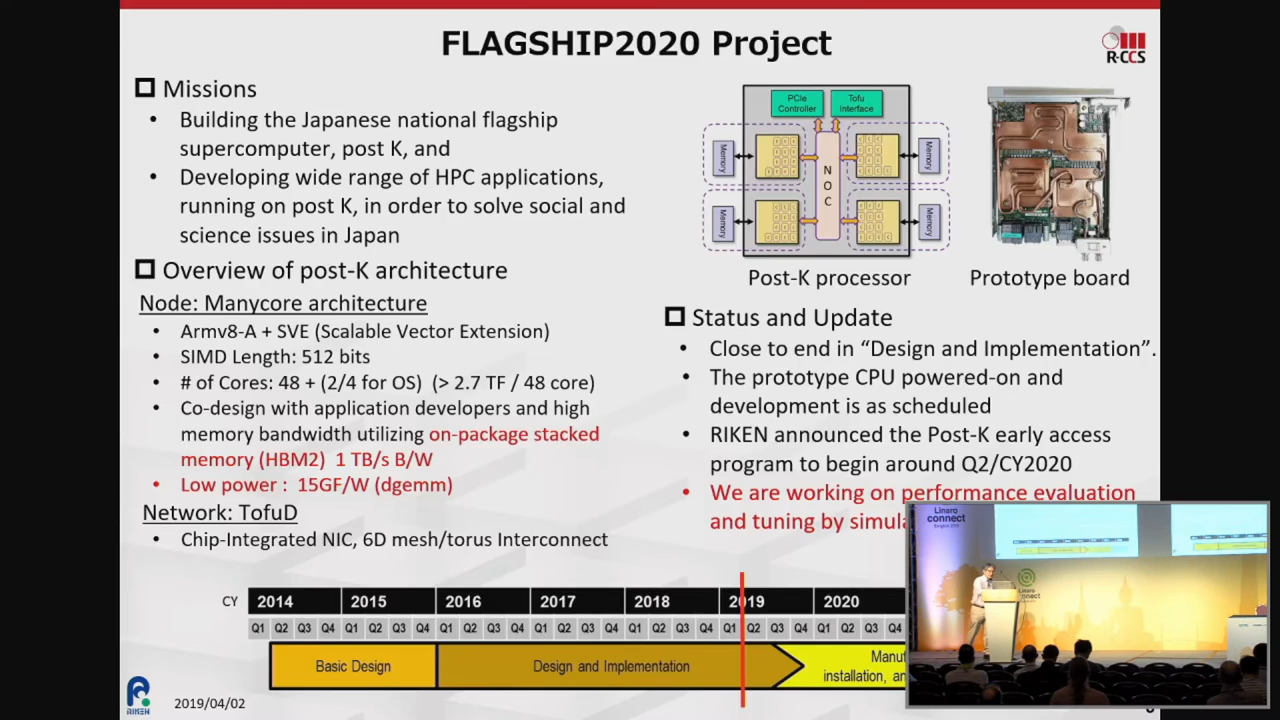 FLAGSHIP2020 Project
R-CCS
Missions
• Building the Japanese national flagship
supercomputer, post K, and
• Developing wide range of HPC applications,
running on post K, in order to solve social and
science issues in Japan
Overview of post-K architecture
Node: Manycore architecture
• Armv8-A + SVE (Scalable Vector Extension)
• SIMD Length: 512 bits
• # of Cores: 48 + (2/4 for OS) (> 2.7 TF / 48 core)
• Co-design with application developers and high
memory bandwidth utilizing on-package stacked
memory (HBM2) 1 TB/s B/W
• Low power : 15GF/W (dgemm)
Network: TofuD
• Chip-Integrated NIC, 6D mesh/torus Interconnect
PCIe
Controller
Tofu
Interface
Memory
Memory
NOC
Memory
Memory
Post-K processor
Prototype board
Status and Update
• Close to end in “Design and Implementation”.
• The prototype CPU powered-on and
development is as scheduled
• RIKEN announced the Post-K early access
program to begin around Q2/CY2020
• We are working on performance evaluation
and tuning by simula
Linaro
connect
Linaro
connect
CY 2014 2015 2016 2017 2018 2019 2020
Q1 Q2 Q3 Q4 Q1 Q2 Q3 Q4 Q1 Q2 Q3 Q4 Q1 Q2 Q3 Q4 Q1 Q2 Q3 Q4 Q1 Q2 Q3 Q4 Q1 Q2 Q3 Q4
Basic Design
Design and Implementation
Manuf
installation, an
RIKEN
2019/04/02